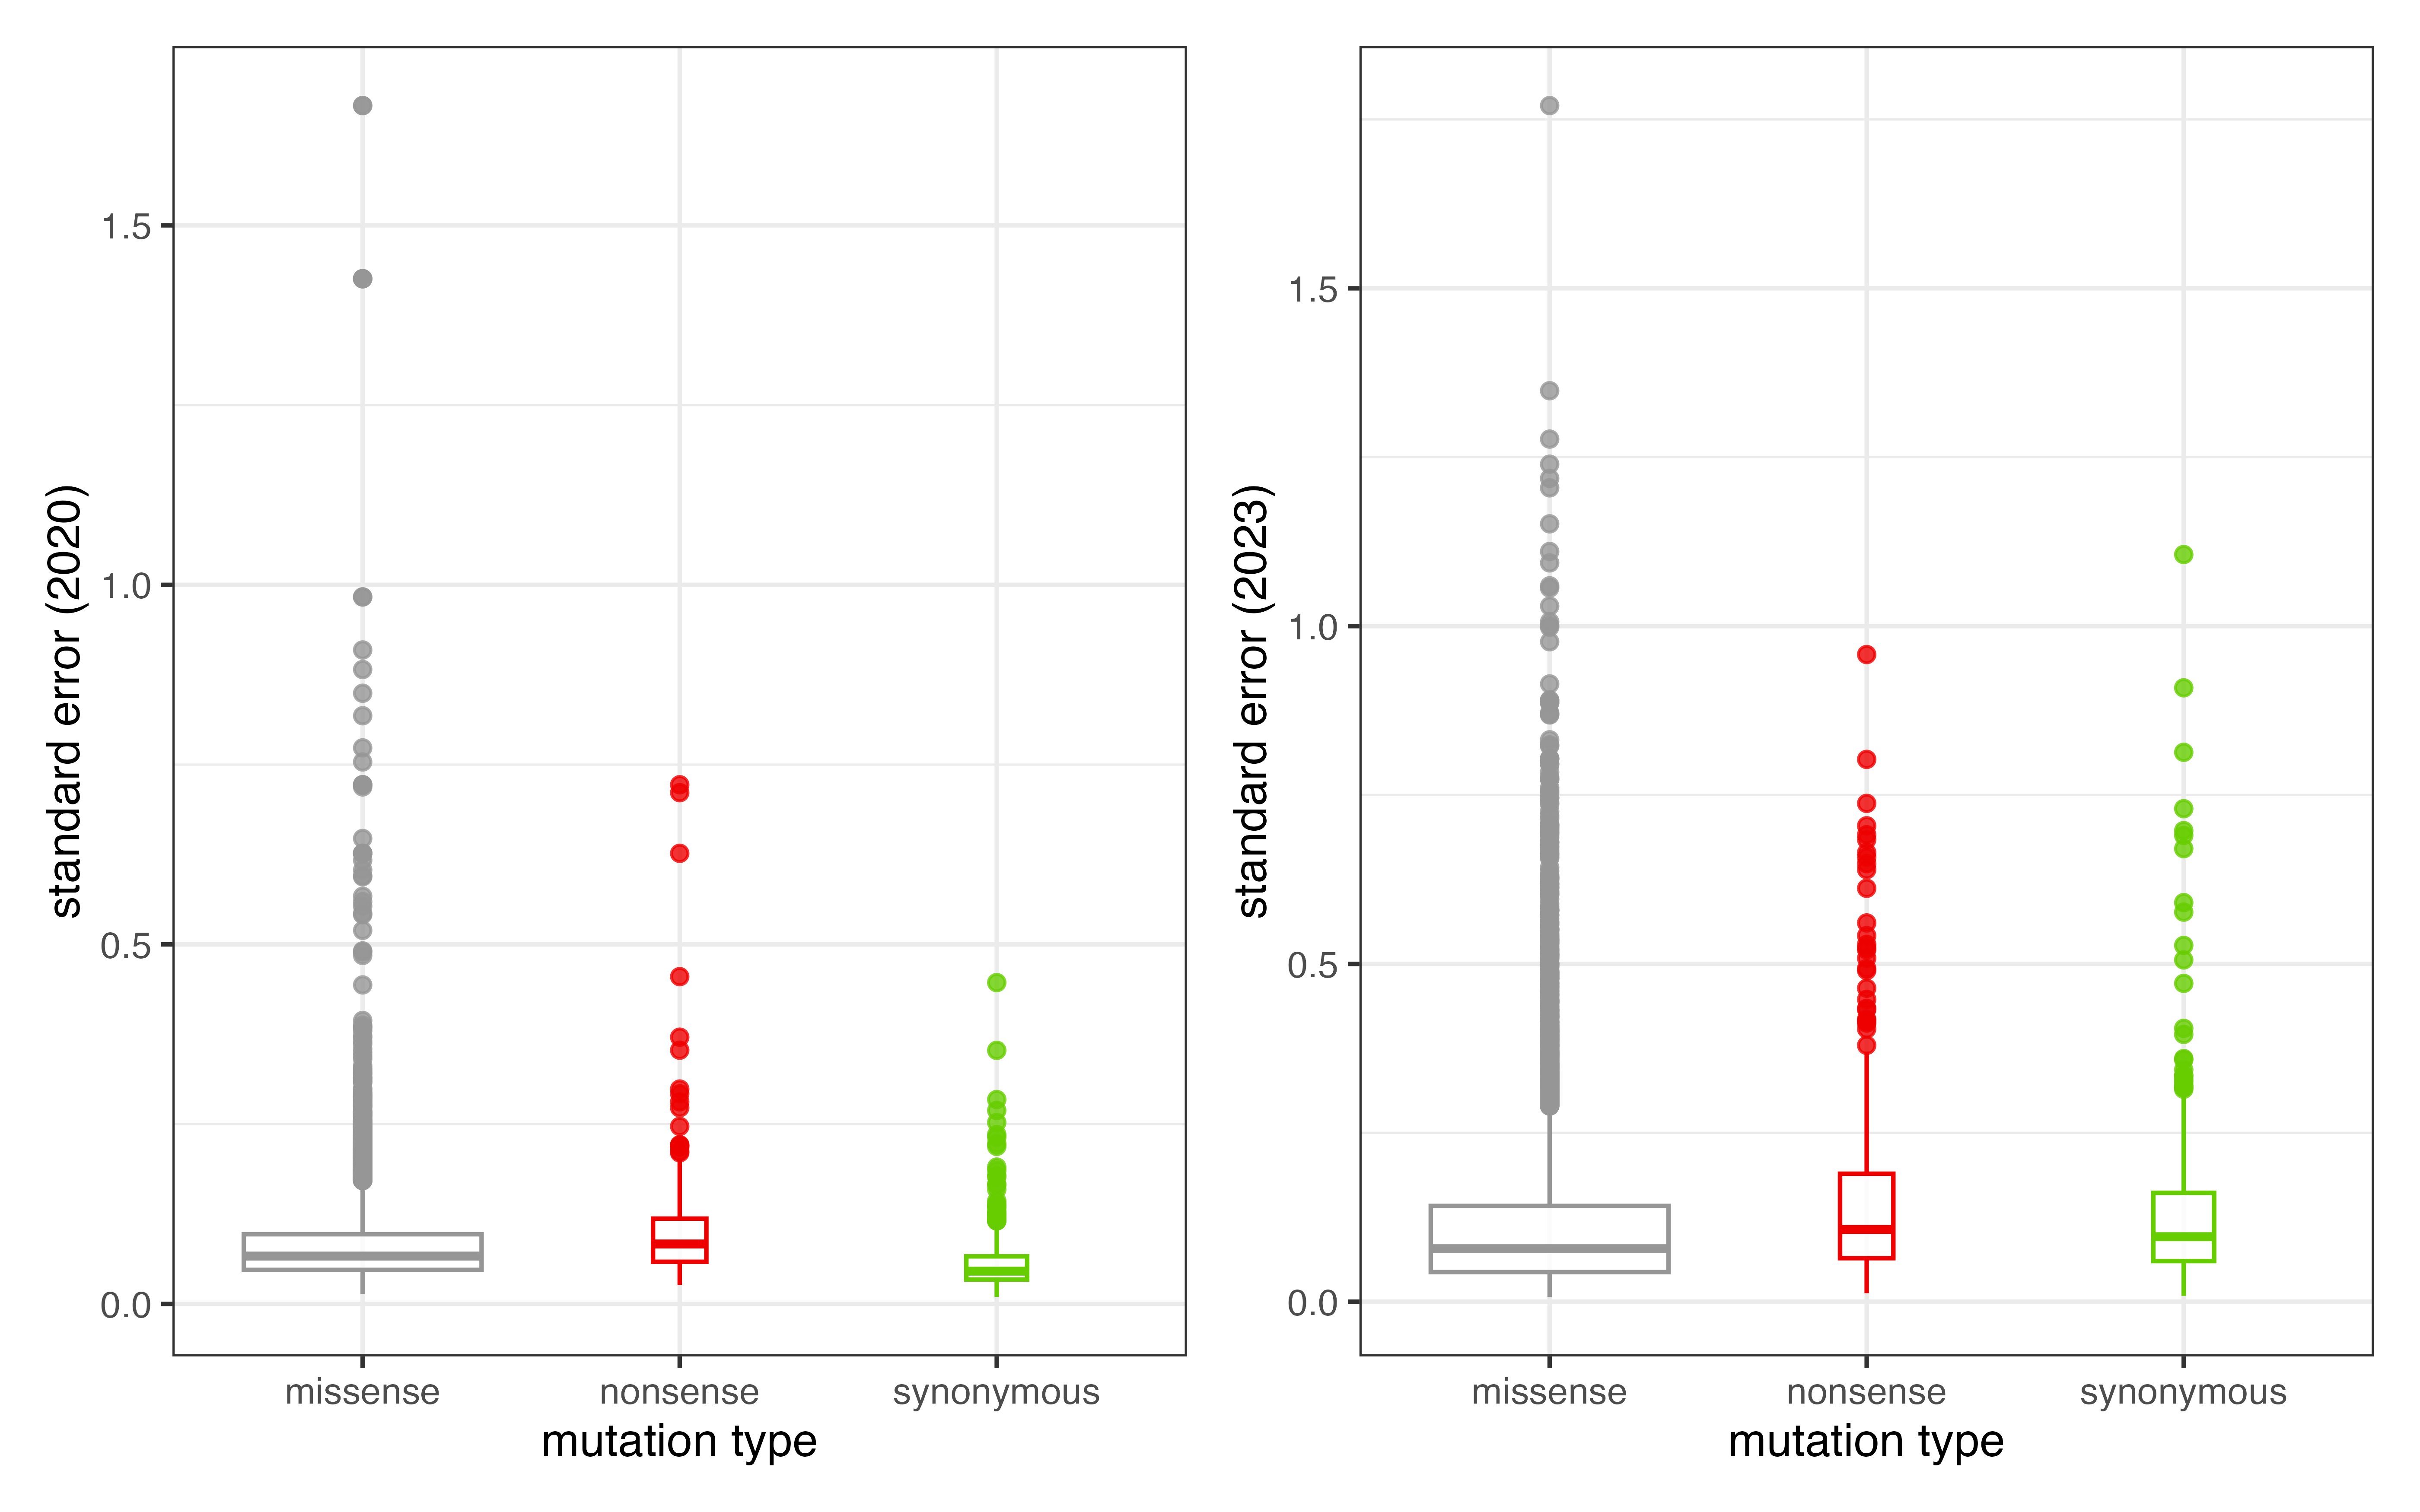 standard error (2020)
1.5
1.0
0.5
0.0
missense nonsense synonymous
mutation type
standard error (2023)
1.5
1.0
0.5
0.0
missense nonsense synonymous
mutation type